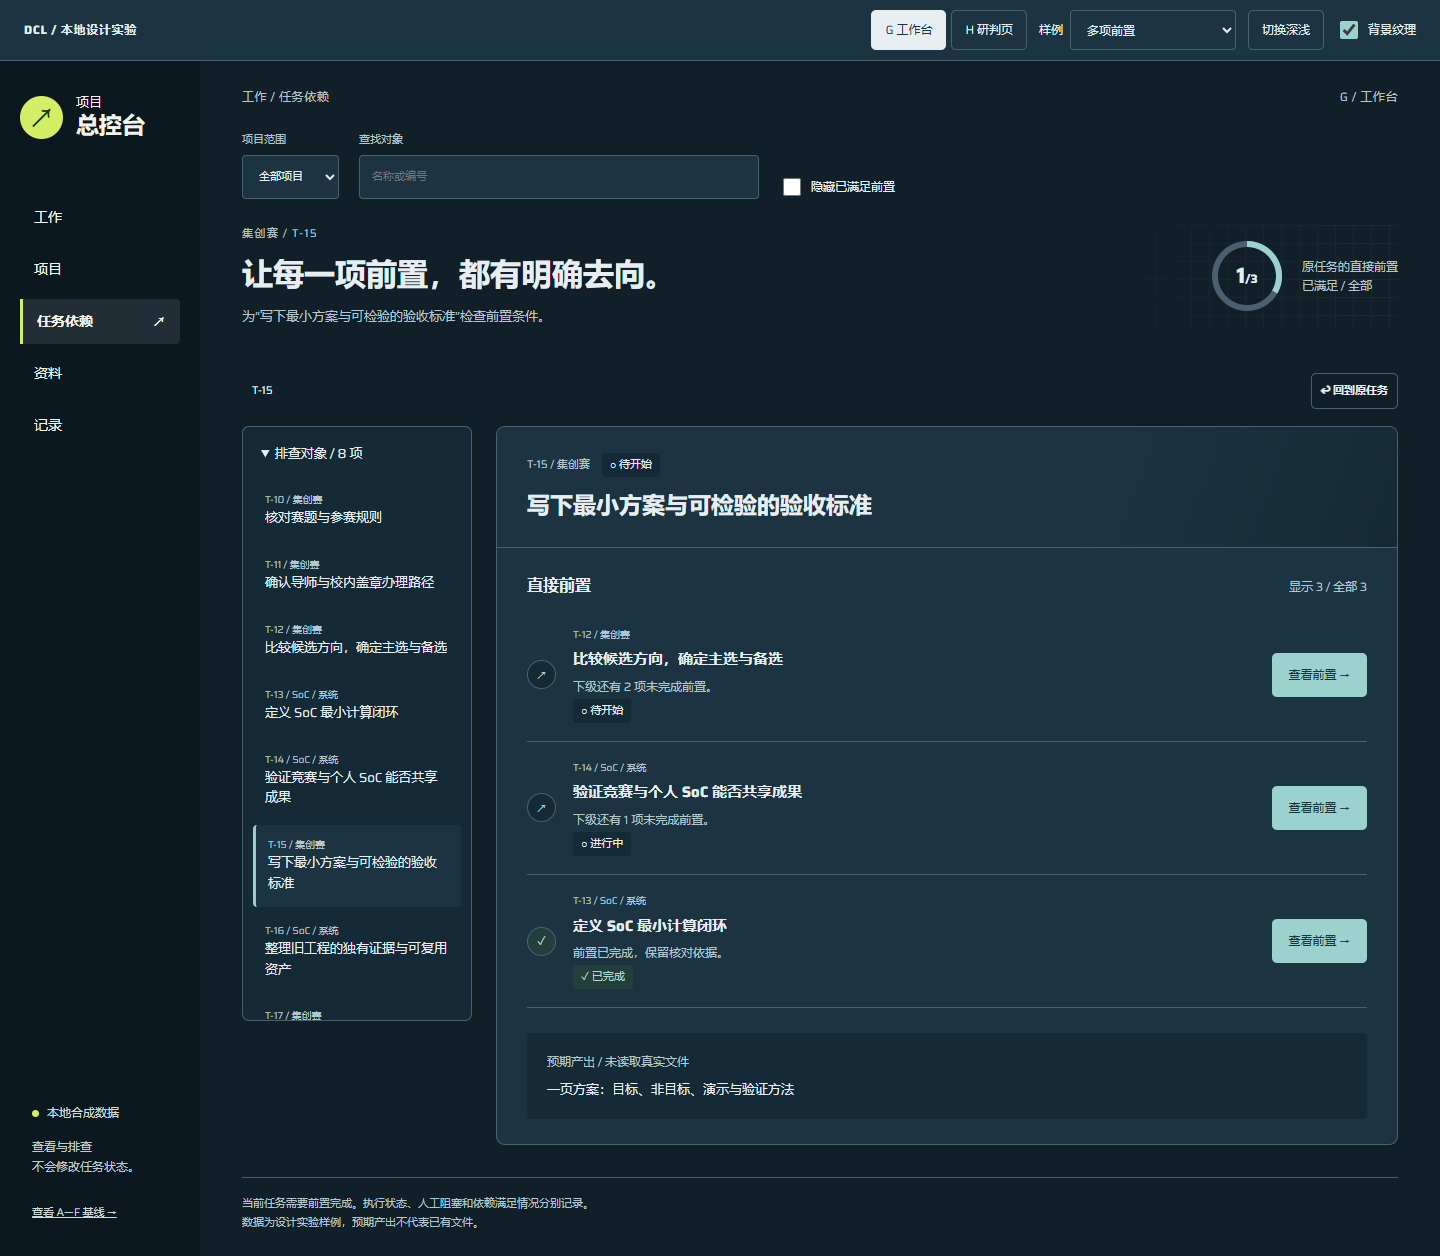 DCL / 本地设计实验
G 工作台
H 研判页
样例
多项前置
切换深浅
背景纹理
项目
总控台
工作
项目
任务依赖 ↗
资料
记录
本地合成数据
查看与排查
不会修改任务状态。
查看 A—F 基线 →
工作 / 任务依赖
G / 工作台
项目范围
全部项目
查找对象
名称或编号
隐藏已满足前置
集创赛 / T-15
让每一项前置，都有明确去向。
为“写下最小方案与可检验的验收标准”检查前置条件。
1/3
原任务的直接前置
已满足 / 全部
T-15
↩ 回到原任务
▼ 排查对象 / 8 项
T-10 / 集创赛
核对赛题与参赛规则
T-11 / 集创赛
确认导师与校内盖章办理路径
T-12 / 集创赛
比较候选方向，确定主选与备选
T-13 / SoC / 系统
定义 SoC 最小计算闭环
T-14 / SoC / 系统
验证竞赛与个人 SoC 能否共享
成果
T-15 / 集创赛
写下最小方案与可检验的验收
标准
T-16 / SoC / 系统
整理旧工程的独有证据与可复用
资产
T-17 / 集创赛
T-15 / 集创赛
○ 待开始
写下最小方案与可检验的验收标准
直接前置
显示 3 / 全部 3
T-12 / 集创赛
比较候选方向，确定主选与备选
下级还有 2 项未完成前置。
○ 待开始
查看前置 →
T-14 / SoC / 系统
验证竞赛与个人 SoC 能否共享成果
下级还有 1 项未完成前置。
○ 进行中
查看前置 →
T-13 / SoC / 系统
定义 SoC 最小计算闭环
前置已完成，保留核对依据。
✓ 已完成
查看前置 →
预期产出 / 未读取真实文件
一页方案：目标、非目标、演示与验证方法
当前任务需要前置完成。执行状态、人工阻塞和依赖满足情况分别记录。
数据为设计实验样例，预期产出不代表已有文件。